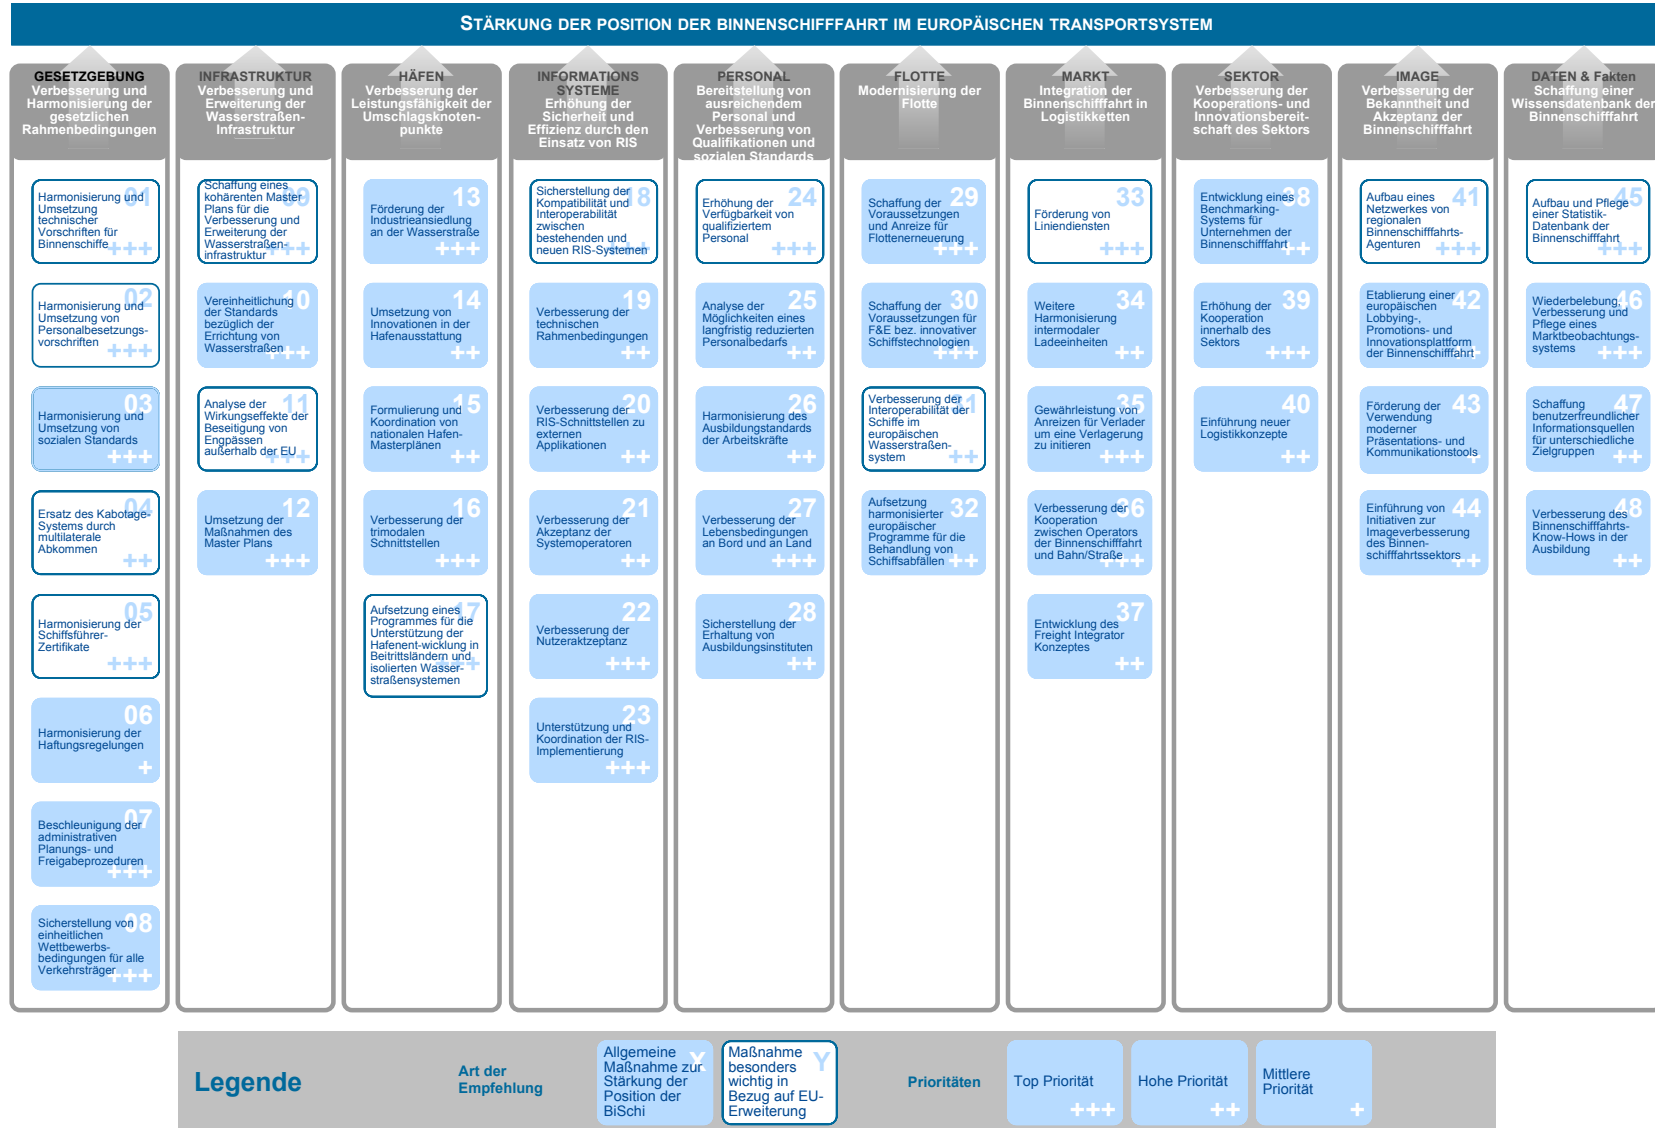 STÄRKUNG DER POSITION DER BINNENSCHIFFFAHRT IM EUROPÄISCHEN TRANSPORTSYSTEM
GESETZGEBUNG
Verbesserung und
Harmonisierung der
gesetzlichen
Rahmenbedingungen
01
Harmonisierung und
Umsetzung
technischer
Vorschriften für
Binnenschiffe
+++
02
Harmonisierung und
Umsetzung von
Personalbesetzungs-
vorschriften
+++
03
Harmonisierung und
Umsetzung von
sozialen Standards
+++
04
Ersatz des Kabotage-
Systems durch
multilaterale
Abkommen
++
05
Harmonisierung der
Schiffsführer-
Zertifikate
+++
06
Harmonisierung der
Haftungsregelungen
+
07
Beschleunigung der
administrativen
Planungs- und
Freigabeprozeduren
+++
08
Sicherstellung von
einheitlichen
Wettbewerbs-
bedingungen für alle
Verkehrsträger
+++
INFRASTRUKTUR
Verbesserung und
Erweiterung der
Wasserstraßen-
Infrastruktur
09
Schaffung eines
kohärenten Master
Plans für die
Verbesserung und
Erweiterung der
Wasserstraßen-
infrastruktur
+++
10
Vereinheitlichung
der Standards
bezüglich der
Errichtung von
Wasserstraßen
+++
11
Analyse der
Wirkungseffekte der
Beseitigung von
Engpässen
außerhalb der EU
+++
12
Umsetzung der
Maßnahmen des
Master Plans
+++
HÄFEN
Verbesserung der
Leistungsfähigkeit der
Umschlagsknoten-
punkte
13
Förderung der
Industrieansiedlung
an der Wasserstraße
+++
14
Umsetzung von
Innovationen in der
Hafenausstattung
++
15
Formulierung und
Koordination von
nationalen Hafen-
Masterplänen
++
16
Verbesserung der
trimodalen
Schnittstellen
+++
17
Aufsetzung eines
Programmes für die
Unterstützung der
Hafenent-wicklung in
Beitrittsländern und
isolierten Wasser-
straßensystemen
+++
INFORMATIONS
SYSTEME
Erhöhung der
Sicherheit und
Effizienz durch den
Einsatz von RIS
18
Sicherstellung der
Kompatibilität und
Interoperabilität
zwischen
bestehenden und
neuen RIS-Systemen
+++
19
Verbesserung der
technischen
Rahmenbedingungen
++
20
Verbesserung der
RIS-Schnittstellen zu
externen
Applikationen
++
21
Verbesserung der
Akzeptanz der
Systemoperatoren
++
22
Verbesserung der
Nutzeraktzeptanz
+++
23
Unterstützung und
Koordination der RIS-
Implementierung
+++
PERSONAL
Bereitstellung von
ausreichendem
Personal und
Verbesserung von
Qualifikationen und
sozialen Standards
24
Erhöhung der
Verfügbarkeit von
qualifiziertem
Personal
+++
25
Analyse der
Möglichkeiten eines
langfristig reduzierten
Personalbedarfs
++
26
Harmonisierung des
Ausbildungstandards
der Arbeitskräfte
++
27
Verbesserung der
Lebensbedingungen
an Bord und an Land
+++
28
Sicherstellung der
Erhaltung von
Ausbildungsinstituten
++
FLOTTE
Modernisierung der
Flotte
29
Schaffung der
Voraussetzungen
und Anreize für
Flottenerneuerung
+++
30
Schaffung der
Voraussetzungen für
F&E bez. innovativer
Schiffstechnologien
+++
31
Verbesserung der
Interoperabilität der
Schiffe im
europäischen
Wasserstraßen-
system
++
32
Aufsetzung
harmonisierter
europäischer
Programme für die
Behandlung von
Schiffsabfällen
++
MARKT
Integration der
Binnenschifffahrt in
Logistikketten
33
Förderung von
Liniendiensten
+++
34
Weitere
Harmonisierung
intermodaler
Ladeeinheiten
++
35
Gewährleistung von
Anreizen für Verlader
um eine Verlagerung
zu initieren
+++
36
Verbesserung der
Kooperation
zwischen Operators
der Binnenschifffahrt
und Bahn/Straße
+++
37
Entwicklung des
Freight Integrator
Konzeptes
++
SEKTOR
Verbesserung der
Kooperations- und
Innovationsbereit-
schaft des Sektors
38
Entwicklung eines
Benchmarking-
Systems für
Unternehmen der
Binnenschifffahrt
++
39
Erhöhung der
Kooperation
innerhalb des
Sektors
+++
40
Einführung neuer
Logistikkonzepte
++
IMAGE
Verbesserung der
Bekanntheit und
Akzeptanz der
Binnenschifffahrt
41
Aufbau eines
Netzwerkes von
regionalen
Binnenschifffahrts-
Agenturen
+++
42
Etablierung einer
europäischen
Lobbying-,
Promotions- und
Innovationsplattform
der Binnenschifffahrt
++
43
Förderung der
Verwendung
moderner
Präsentations- und
Kommunikationstools
+
44
Einführung von
Initiativen zur
Imageverbesserung
des Binnen-
schifffahrtssektors
++
DATEN & Fakten
Schaffung einer
Wissensdatenbank der
Binnenschifffahrt
45
Aufbau und Pflege
einer Statistik-
Datenbank der
Binnenschifffahrt
+++
46
Wiederbelebung,
Verbesserung und
Pflege eines
Marktbeobachtungs-
systems
+++
47
Schaffung
benutzerfreundlicher
Informationsquellen
für unterschiedliche
Zielgruppen
++
48
Verbesserung des
Binnenschifffahrts-
Know-Hows in der
Ausbildung
++
Legende
Art der
Empfehlung
X
Allgemeine
Maßnahme zur
Stärkung der
Position der
BiSchi
Y
Maßnahme
besonders
wichtig in
Bezug auf EU-
Erweiterung
Prioritäten
Top Priorität
+++
Hohe Priorität
++
Mittlere
Priorität
+